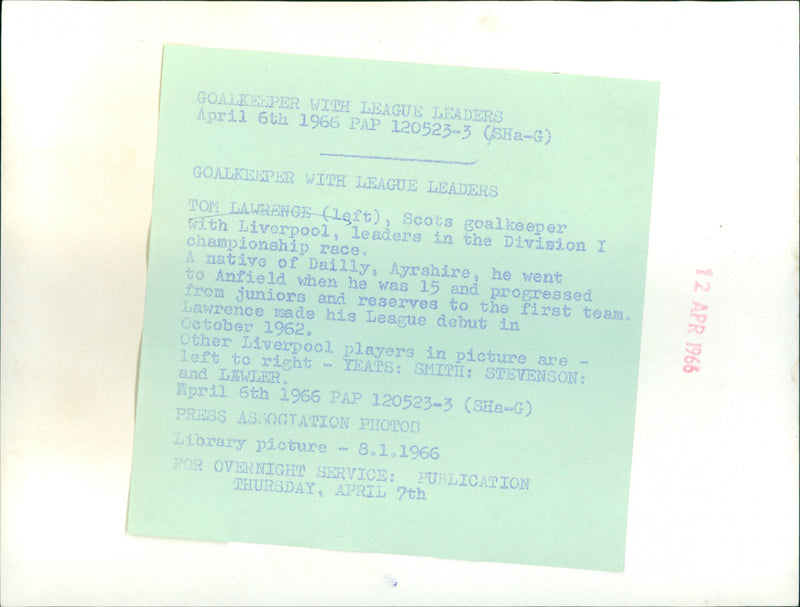 GOALKEEPER WITH LEAGUE LEADERS
April 6th 1966 PAP 120523-3 (SHa-G)
GOALKEEPER WITH LEAGUE LEADERS
TOM LAWRENCE (left), Scots goalkeeper
with Liverpool, leaders in the Division I
championship race.
A native of Dailly, Ayrshire, he went
to Anfield when he was 15 and progressed
from juniors and reserves to the first team.
Lawrence made his League debut in
October 1962.
Other Liverpool players in picture are -
left to right - YEATS: SMITH: STEVENSON:
and LAWLER.
April 6th 1966 PAP 120523-3 (SHa-G)
PRESS ASSOCIATION PHOTOS
Library picture - 8.1.1966
FOR OVERNIGHT SERVICE: PUBLICATION
THURSDAY, APRIL 7th
12 APR 1966